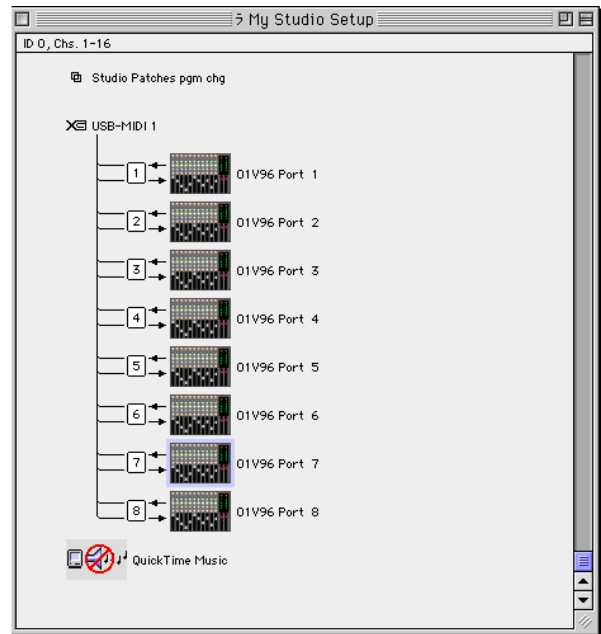 ﾗ My Studio Setup
ID 0, Chs. 1-16
Studio Patches pgm chg
USB-MIDI 1
1 01V96 Port 1
2 01V96 Port 2
3 01V96 Port 3
4 01V96 Port 4
5 01V96 Port 5
6 01V96 Port 6
7 01V96 Port 7
8 01V96 Port 8
QuickTime Music